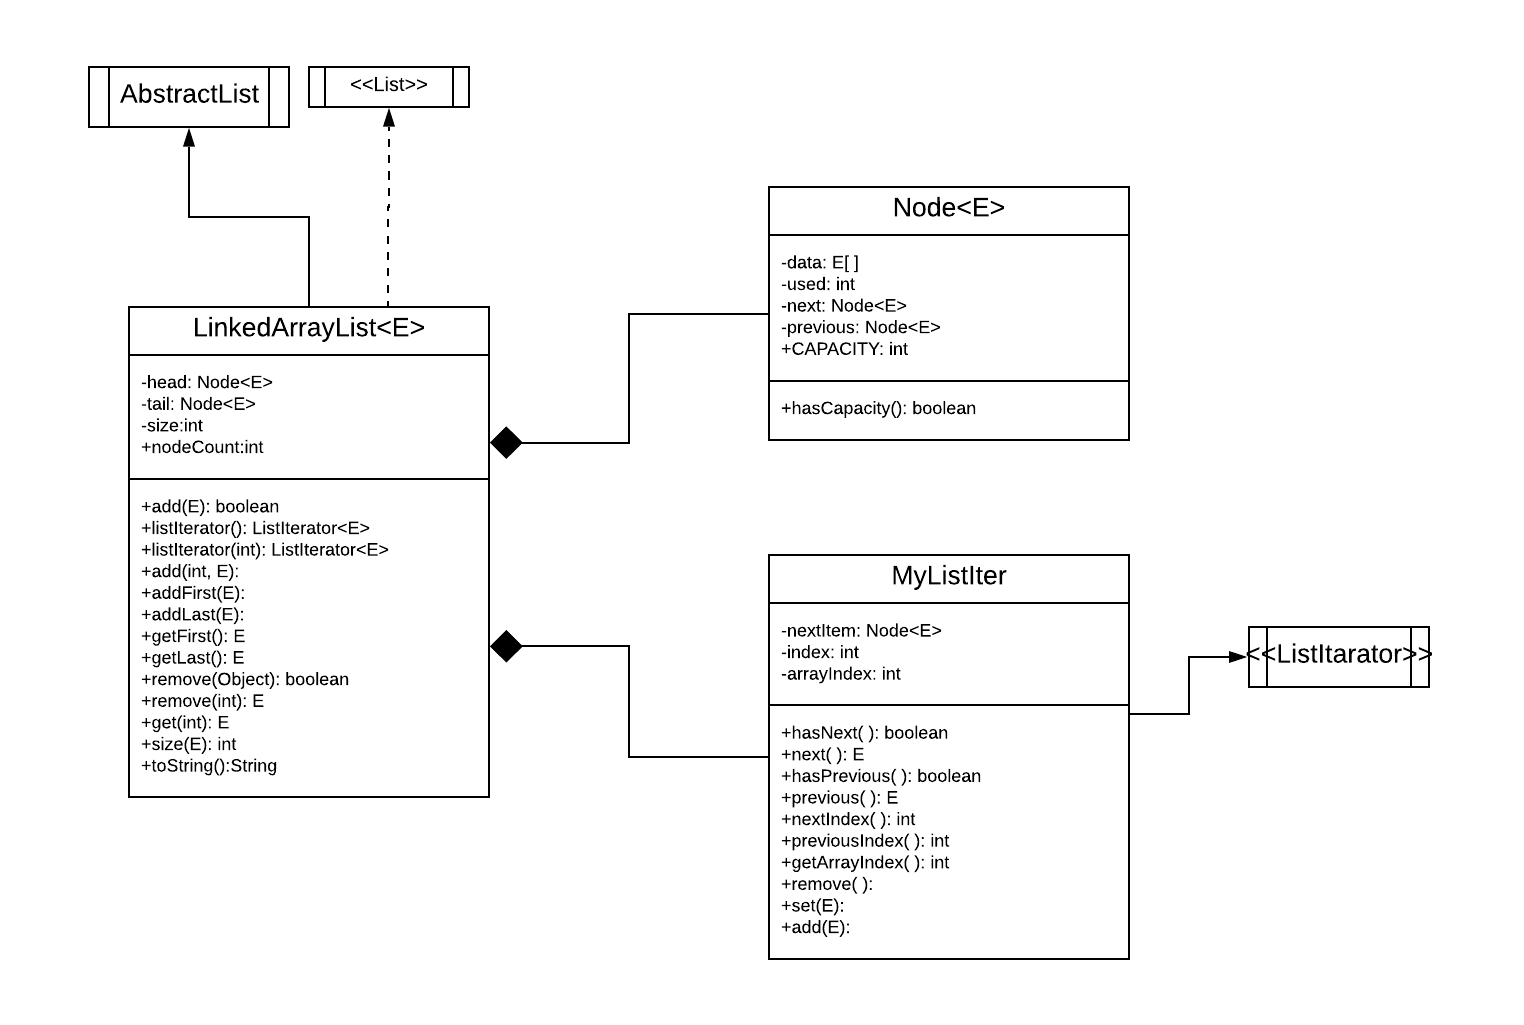 AbstractList
<<List>>
LinkedArrayList<E>
-head: Node<E>
-tail: Node<E>
-size:int
+nodeCount:int
+add(E): boolean
+listIterator(): ListIterator<E>
+listIterator(int): ListIterator<E>
+add(int, E):
+addFirst(E):
+addLast(E):
+getFirst(): E
+getLast(): E
+remove(Object): boolean
+remove(int): E
+get(int): E
+size(E): int
+toString():String
Node<E>
-data: E[ ]
-used: int
-next: Node<E>
-previous: Node<E>
+CAPACITY: int
+hasCapacity(): boolean
MyListIter
-nextItem: Node<E>
-index: int
-arrayIndex: int
+hasNext( ): boolean
+next( ): E
+hasPrevious( ): boolean
+previous( ): E
+nextIndex( ): int
+previousIndex( ): int
+getArrayIndex( ): int
+remove( ):
+set(E):
+add(E):
<<ListItarator>>